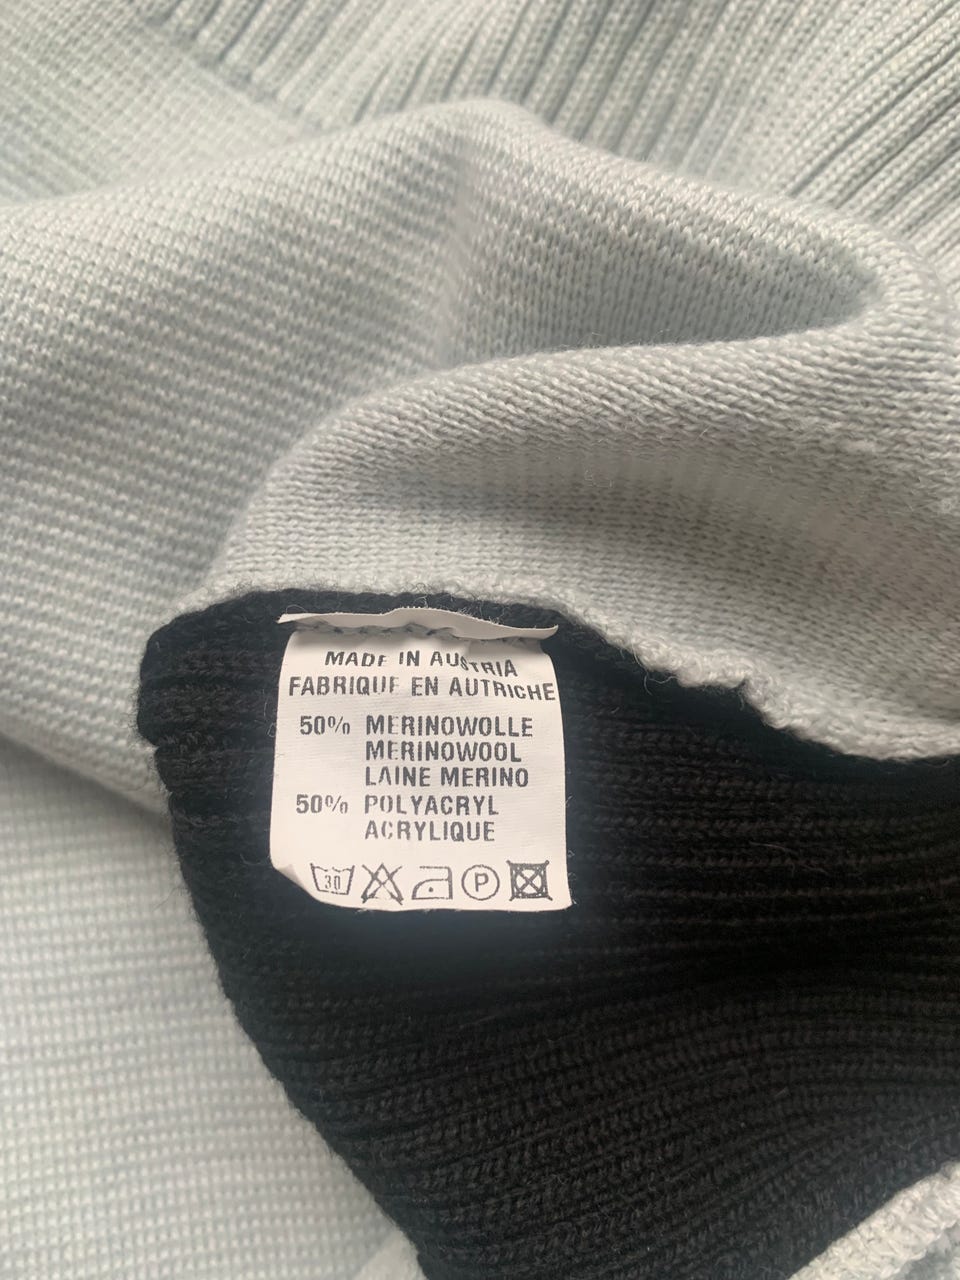 MADE IN AUSTRIA
FABRIQUE EN AUTRICHE
50% MERINOWOLLE
MERINOWOOL
LAINE MERINO
50% POLYACRYL
ACRYLIQUE
30 P